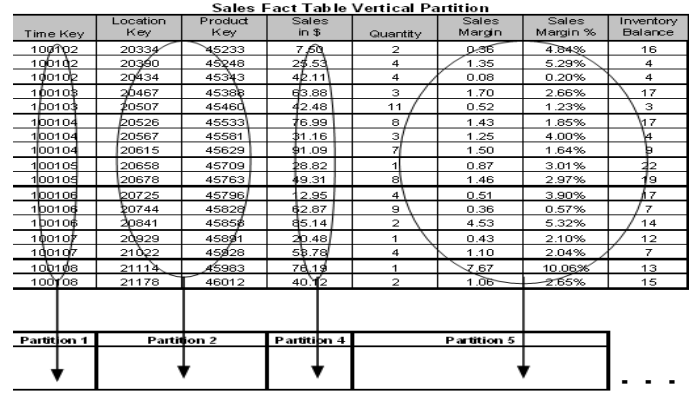 Sales Fact Table Vertical Partition
Time Key Location Key Product Key Sales in $ Quantity Sales Margin Sales Margin % Inventory Balance
100102 20334 45233 7.50 2 0.36 4.84% 16
100102 20390 45248 25.53 4 1.35 5.29% 4
100102 20434 45343 42.11 4 0.08 0.20% 4
100103 20467 45388 63.88 3 1.70 2.66% 17
100103 20507 45460 42.48 11 0.52 1.23% 3
100104 20526 45533 76.99 8 1.43 1.85% 17
100104 20567 45581 31.16 3 1.25 4.00% 4
100104 20615 45629 91.09 7 1.50 1.64% 9
100105 20658 45709 28.82 1 0.87 3.01% 22
100105 20678 45763 49.31 8 1.46 2.97% 19
100106 20725 45796 12.95 4 0.51 3.90% 17
100106 20744 45828 62.87 9 0.36 0.57% 7
100106 20841 45858 85.14 2 4.53 5.32% 14
100107 20929 45891 20.48 1 0.43 2.10% 12
100107 21022 45928 53.78 4 1.10 2.04% 7
100108 21114 45983 76.19 1 7.67 10.06% 13
100108 21178 46012 40.12 2 1.06 2.65% 15
Partition 1 Partition 2 Partition 4 Partition 5
. . .